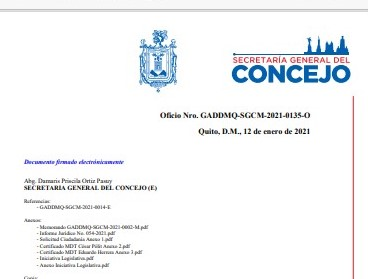 SECRETARÍA GENERAL DEL
CONCEJO
Oficio Nro. GADDMQ-SGCM-2021-0135-O
Quito, D.M., 12 de enero de 2021
Documento firmado electrónicamente
Abg. Damaris Priscila Ortiz Pasuy
SECRETARIA GENERAL DEL CONCEJO (E)
Referencias:
- GADDMQ-SGCM-2021-0014-E
Anexos:
- Memorando GADDMQ-SGCM-2021-0002-M.pdf
- Informe Jurídico No. 054-2021.pdf
- Solicitud Ciudadanía Anexo 1.pdf
- Certificado MDT César Pólit Anexo 2.pdf
- Certificado MDT Eduardo Herrera Anexo 3.pdf
- Iniciativa Legislativa.pdf
- Anexo Iniciativa Legislativa.pdf
Copia: